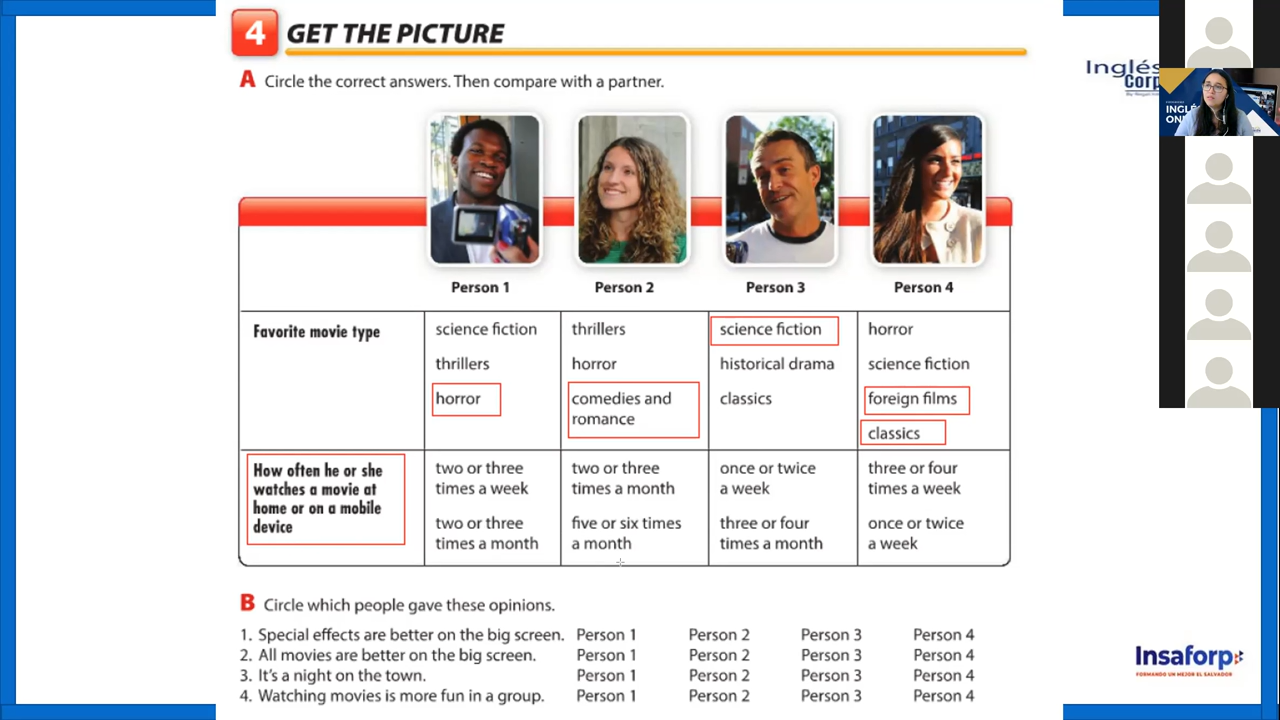 4 GET THE PICTURE
A Circle the correct answers. Then compare with a partner.
Inglés
Corp
INGLÉS
Person 1 Person 2 Person 3 Person 4
Favorite movie type
science fiction thrillers science fiction horror
thrillers horror historical drama science fiction
horror comedies and classics foreign films
romance
classics
How often he or she two or three two or three once or twice three or four
watches a movie at times a week times a month a week times a week
home or on a mobile
device
two or three five or six times three or four once or twice
times a month a month times a month a week
B Circle which people gave these opinions.
1. Special effects are better on the big screen. Person 1 Person 2 Person 3 Person 4
2. All movies are better on the big screen. Person 1 Person 2 Person 3 Person 4
3. It's a night on the town. Person 1 Person 2 Person 3 Person 4
4. Watching movies is more fun in a group. Person 1 Person 2 Person 3 Person 4
Insaforp
FORMANDO UN MEJOR EL SALVADOR